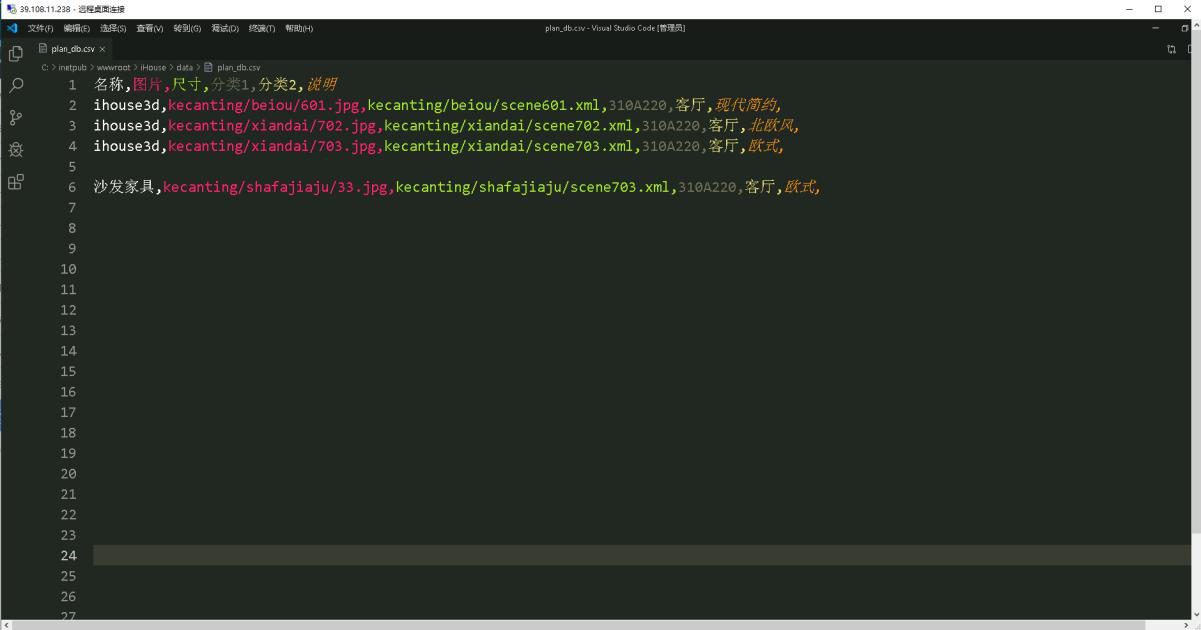 39.108.11.238 - 远程桌面连接
文件(F) 编辑(E) 选择(S) 查看(V) 转到(G) 调试(D) 终端(T) 帮助(H) plan_db.csv - Visual Studio Code [管理员]
plan_db.csv ×
C: > inetpub > wwwroot > iHouse > data > plan_db.csv
1 名称,图片,尺寸,分类1,分类2,说明
2 ihouse3d,kecanting/beiou/601.jpg,kecanting/beiou/scene601.xml,310A220,客厅,现代简约,
3 ihouse3d,kecanting/xiandai/702.jpg,kecanting/xiandai/scene702.xml,310A220,客厅,北欧风,
4 ihouse3d,kecanting/xiandai/703.jpg,kecanting/xiandai/scene703.xml,310A220,客厅,欧式,
5
6 沙发家具,kecanting/shafajiaju/33.jpg,kecanting/shafajiaju/scene703.xml,310A220,客厅,欧式,
7
8
9
10
11
12
13
14
15
16
17
18
19
20
21
22
23
24
25
26
27